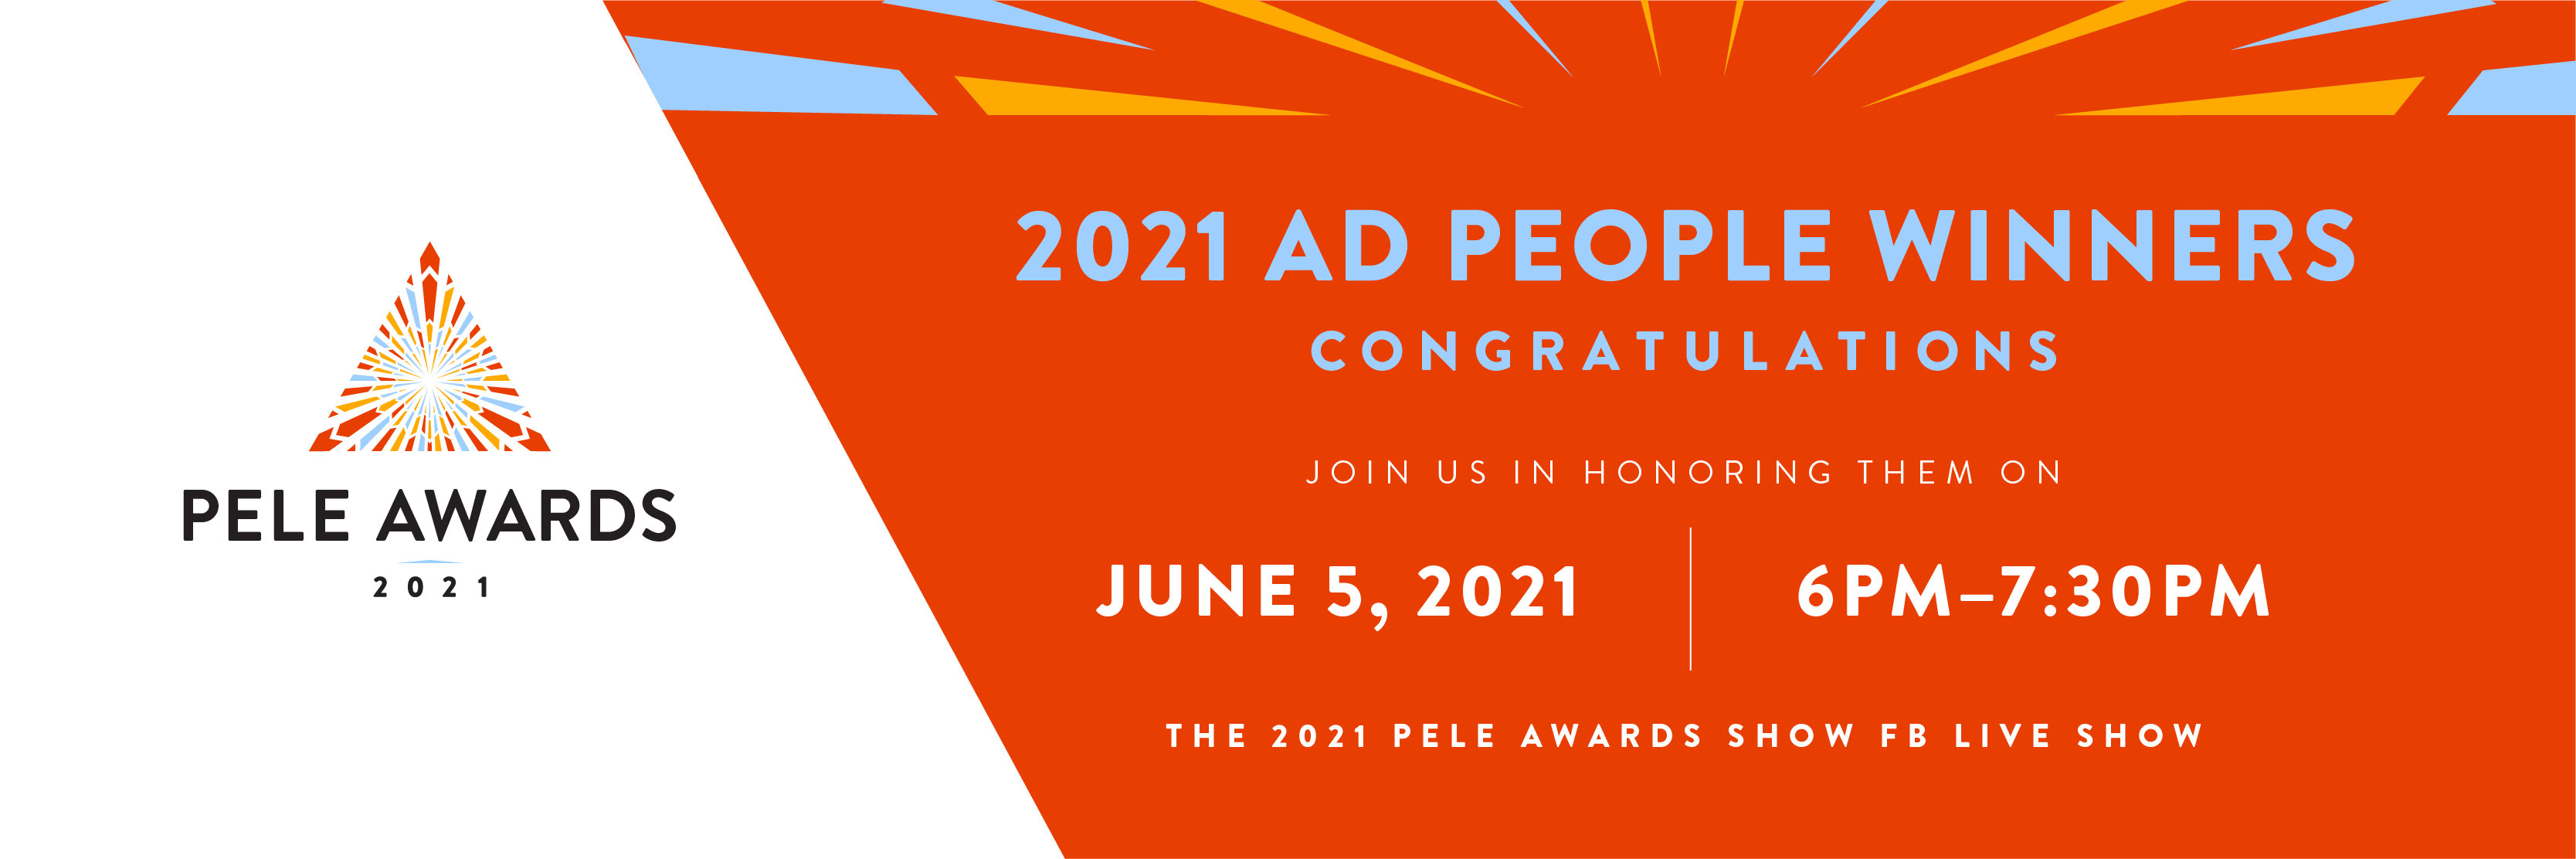 PELE AWARDS
2021
2021 AD PEOPLE WINNERS
CONGRATULATIONS
JOIN US IN HONORING THEM ON
JUNE 5, 2021
6PM–7:30PM
THE 2021 PELE AWARDS SHOW FB LIVE SHOW